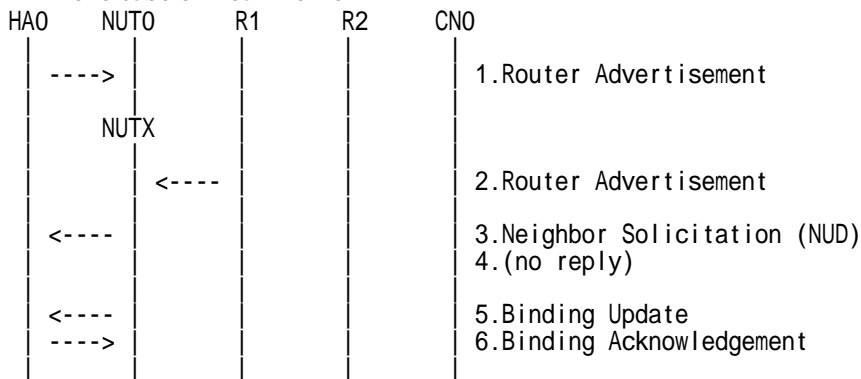 HA0 NUT0 R1 R2 CN0
----> 1.Router Advertisement
NUTX
<---- 2.Router Advertisement
<---- 3.Neighbor Solicitation (NUD)
4.(no reply)
<---- 5.Binding Update
----> 6.Binding Acknowledgement